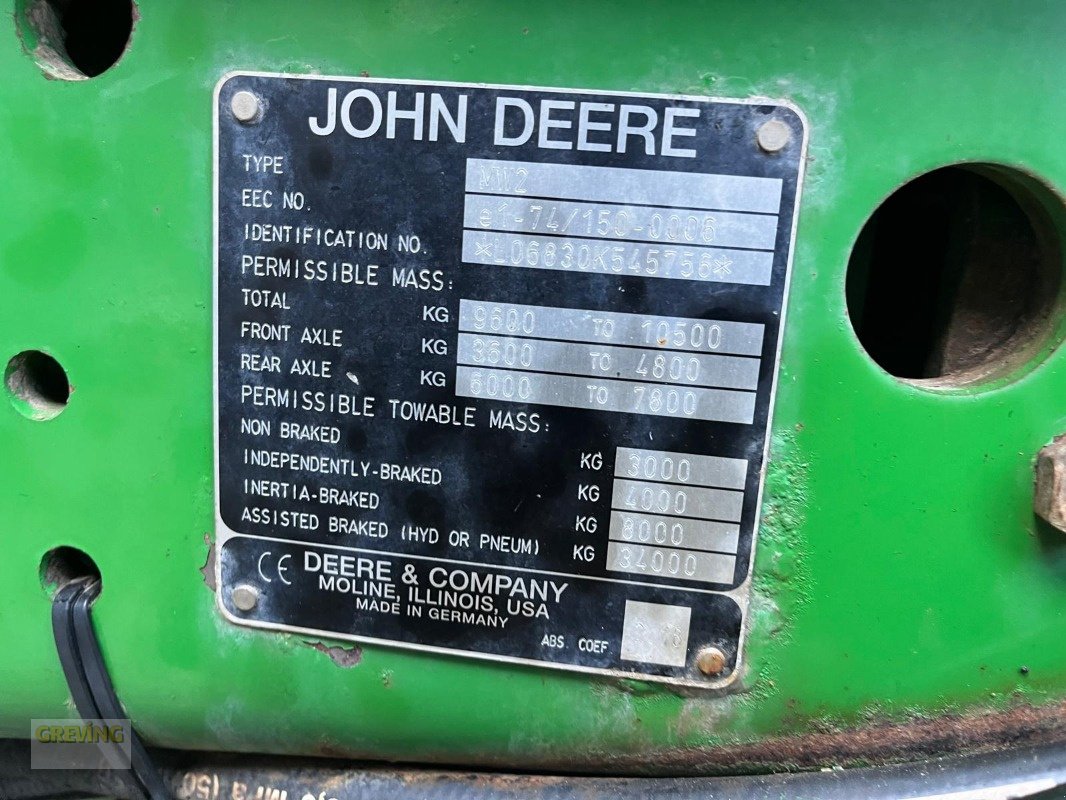 JOHN DEERE
TYPE MW2
EEC NO. e1-74/150-0006
IDENTIFICATION NO. *L06830K545756*
PERMISSIBLE MASS:
TOTAL KG 9600 TO 10500
FRONT AXLE KG 3600 TO 4800
REAR AXLE KG 6000 TO 7800
PERMISSIBLE TOWABLE MASS:
NON BRAKED KG 3000
INDEPENDENTLY-BRAKED KG 4000
INERTIA-BRAKED KG 8000
ASSISTED BRAKED (HYD OR PNEUM) KG 34000
CE DEERE & COMPANY
MOLINE, ILLINOIS, USA
MADE IN GERMANY
ABS. COEF.
GREVING